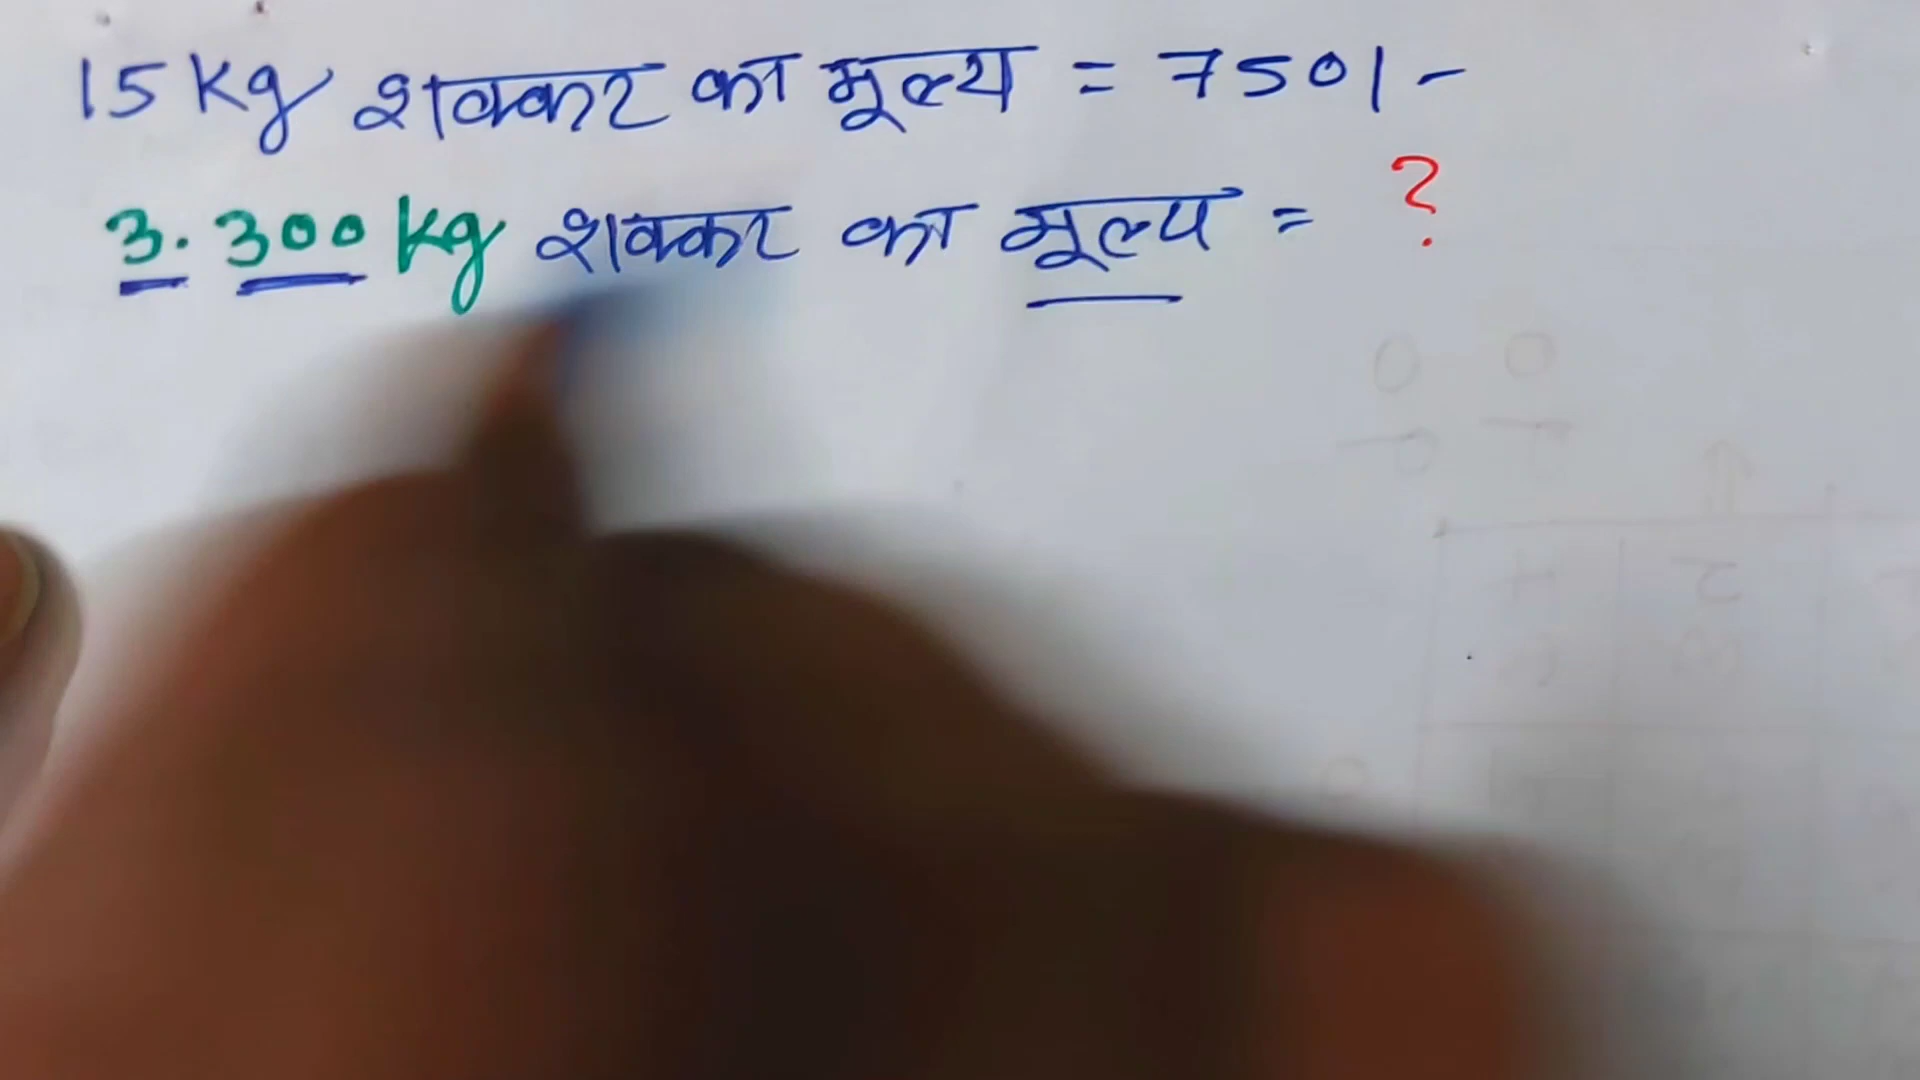 15 Kg शक्कर का मूल्य = 750/-
3.300 kg शक्कर का मूल्य = ?